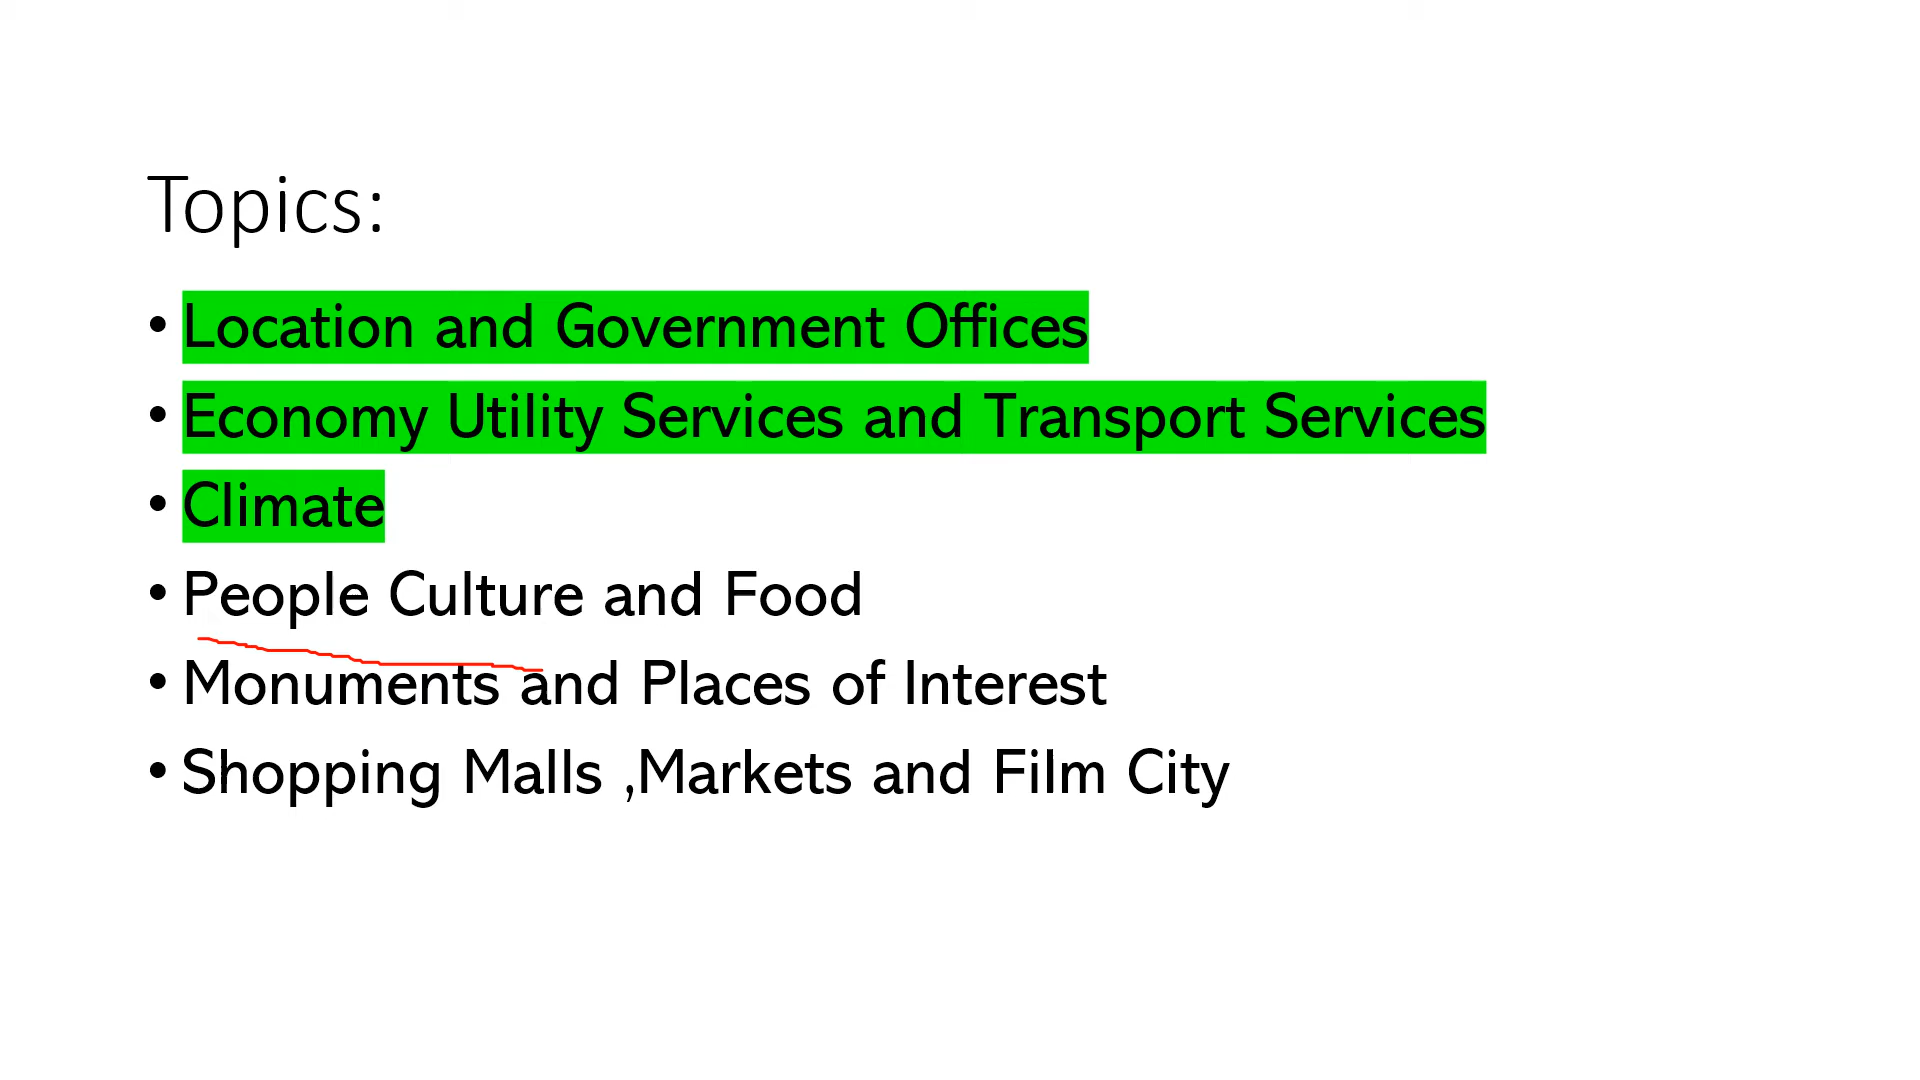 Topics:
• Location and Government Offices
• Economy Utility Services and Transport Services
• Climate
• People Culture and Food
• Monuments and Places of Interest
• Shopping Malls ,Markets and Film City